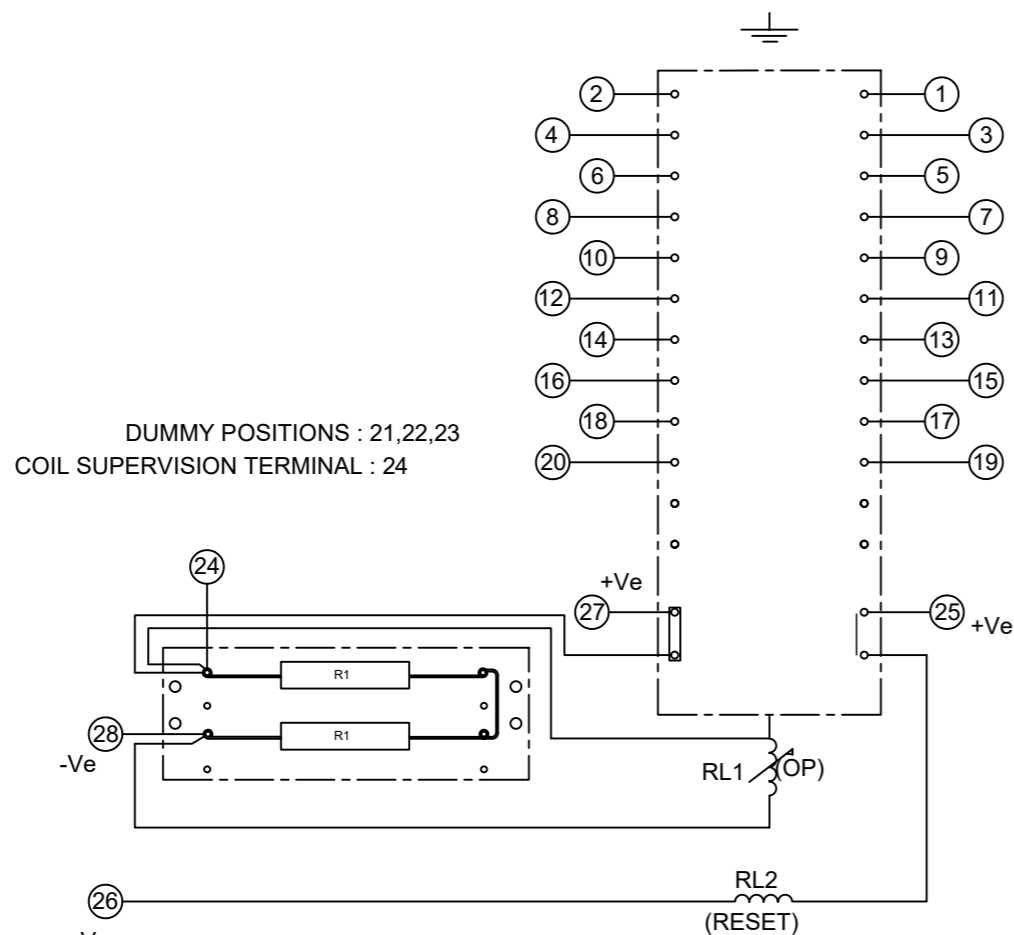 2
1
4
3
6
5
8
7
10
9
12
11
14
13
16
15
DUMMY POSITIONS : 21,22,23
18
17
COIL SUPERVISION TERMINAL : 24
20
19
24
+Ve
27
25
+Ve
R1
28
R1
-Ve
RL1
(OP)
RL2
26
(RESET)